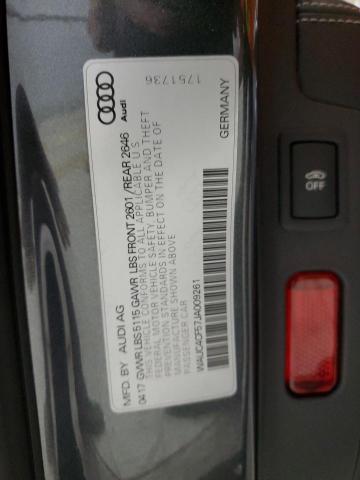 1751736
Audi
MFD. BY AUDI AG
04 17 GVWR LBS 5115 GAWR LBS FRONT 2601 /REAR 2646
THIS VEHICLE CONFORMS TO ALL APPLICABLE U S
FEDERAL MOTOR VEHICLE SAFETY, BUMPER AND THEFT
PREVENTION STANDARDS IN EFFECT ON THE DATE OF
MANUFACTURE SHOWN ABOVE
PASSENGER CAR
WAUC4CF57JA009261
GERMANY
OFF